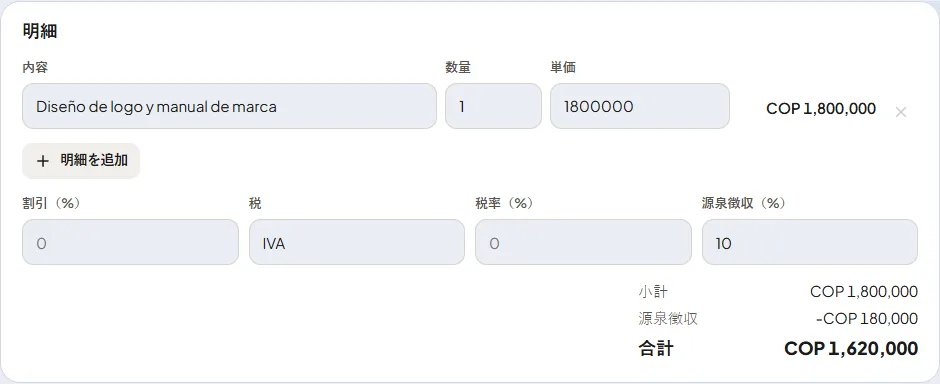 明細
内容 数量 単価
Diseño de logo y manual de marca 1 1800000 COP 1,800,000 ×
+ 明細を追加
割引（%） 税 税率（%） 源泉徴収（%）
0 IVA 0 10
小計 COP 1,800,000
源泉徴収 -COP 180,000
合計 COP 1,620,000